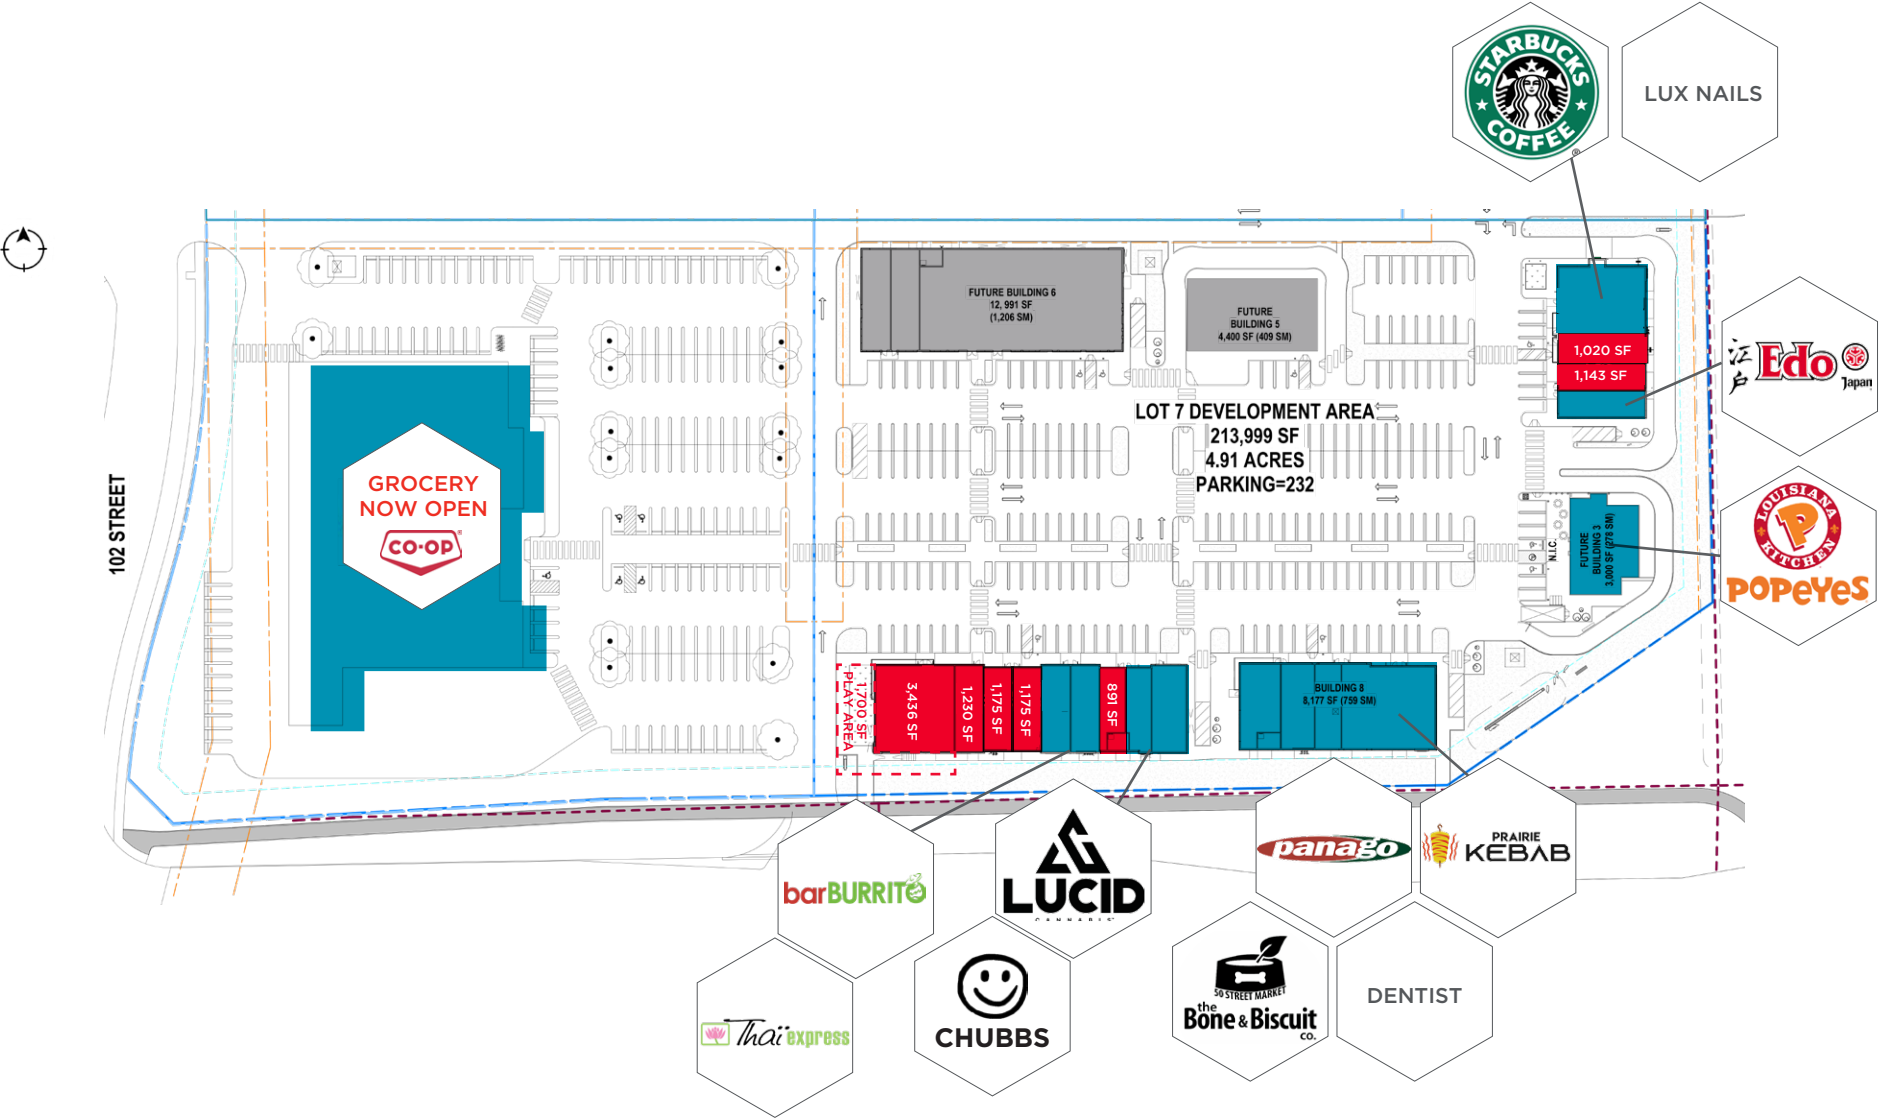 STARBUCKS
COFFEE
®
LUX NAILS
FUTURE BUILDING 6
12, 991 SF
(1,206 SM)
FUTURE
BUILDING 5
4,400 SF (409 SM)
1,020 SF
1,143 SF
江戸
Edo
Japan
LOT 7 DEVELOPMENT AREA
213,999 SF
4.91 ACRES
PARKING=232
GROCERY
NOW OPEN
CO·OP
®
102 STREET
N.I.C.
FUTURE
BUILDING 3
3,000 SF (278 SM)
LOUISIANA
KITCHEN
POPEYES
1,700 SF
PLAY AREA
3,436 SF
1,230 SF
1,175 SF
1,175 SF
891 SF
BUILDING 8
8,177 SF (759 SM)
barBURRITO
LUCID
CANNABIS
panago
PRAIRIE
KEBAB
Thaï express
CHUBBS
50 STREET MARKET
the
Bone & Biscuit
co.
DENTIST